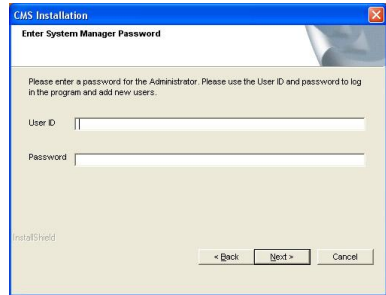 CMS Installation
Enter System Manager Password
Please enter a password for the Administrator. Please use the User ID and password to log
in the program and add new users.
User ID
Password
InstallShield
< Back
Next >
Cancel